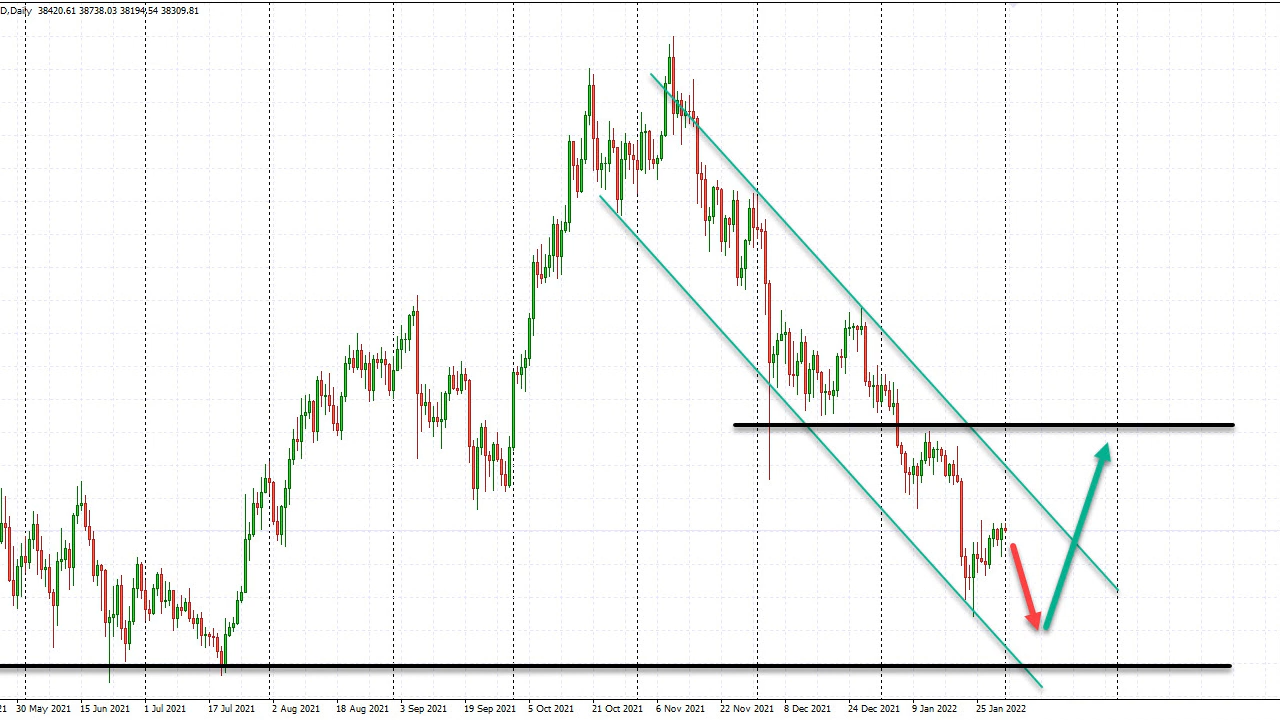 D,Daily 38420.61 38738.03 38194.54 38309.81
21 30 May 2021 15 Jun 2021 1 Jul 2021 17 Jul 2021 2 Aug 2021 18 Aug 2021 3 Sep 2021 19 Sep 2021 5 Oct 2021 21 Oct 2021 6 Nov 2021 22 Nov 2021 8 Dec 2021 24 Dec 2021 9 Jan 2022 25 Jan 2022